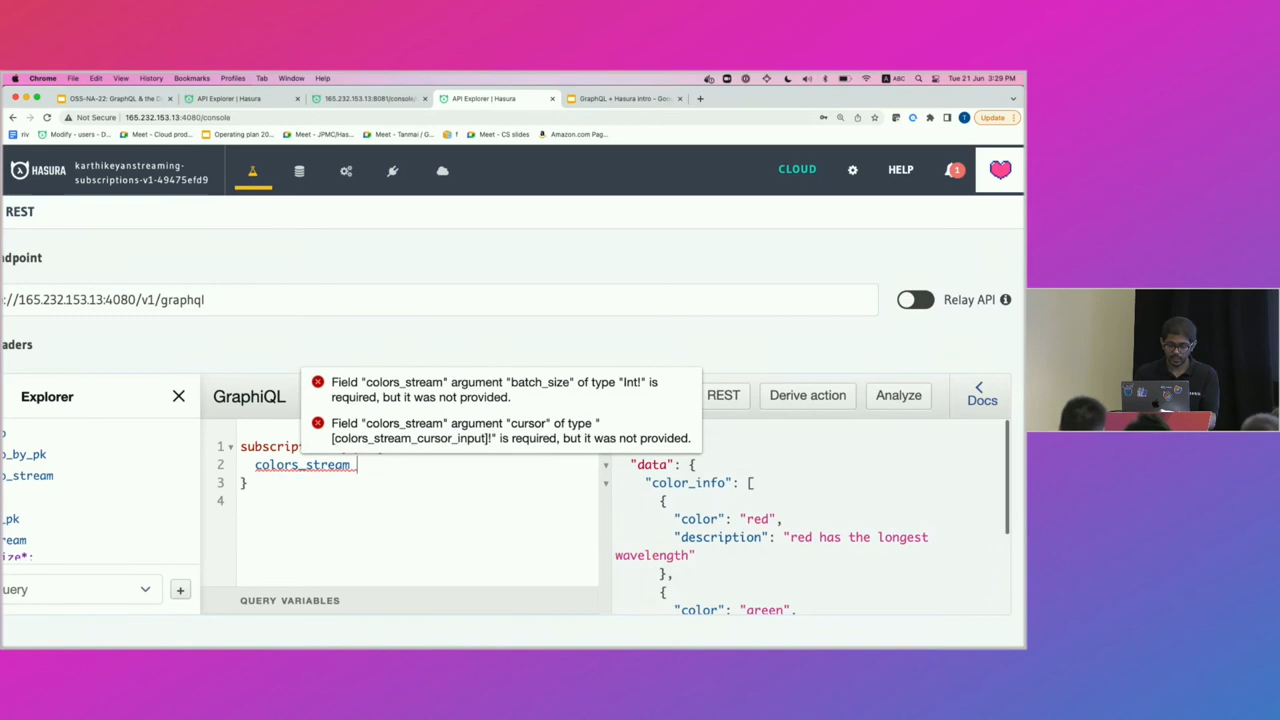 Chrome File Edit View History Bookmarks Profiles Tab Window Help ABC Tue 21 Jun 3:29 PM
OSS-NA-22: GraphQL & the D API Explorer | Hasura 165.232.153.13:8081/console/ API Explorer | Hasura GraphQL + Hasura Intro - Goo
Not Secure 165.232.153.13:4080/console Update
riv Modify - users - D... Meet - Cloud prod... Operating plan 20... Meet - JPMC/Has... Meet - Tanmai / G... Meet - CS slides Amazon.com Pag...
HASURA
karthikeyanstreaming-
subscriptions-v1-49475efd9
CLOUD HELP 1
REST
ndpoint
://165.232.153.13:4080/v1/graphql Relay API
aders
Field "colors_stream" argument "batch_size" of type "Int!" is
required, but it was not provided.
Field "colors_stream" argument "cursor" of type "
[colors_stream_cursor_input]!" is required, but it was not provided.
Explorer
GraphiQL
REST Derive action Analyze
Docs
o
o_by_pk
o_stream
_pk
ream
ize*:
uery
+
1 subscript
2 colors_stream
3 }
4
QUERY VARIABLES
"data": {
"color_info": [
{
"color": "red",
"description": "red has the longest
wavelength"
},
{
"color": "green",